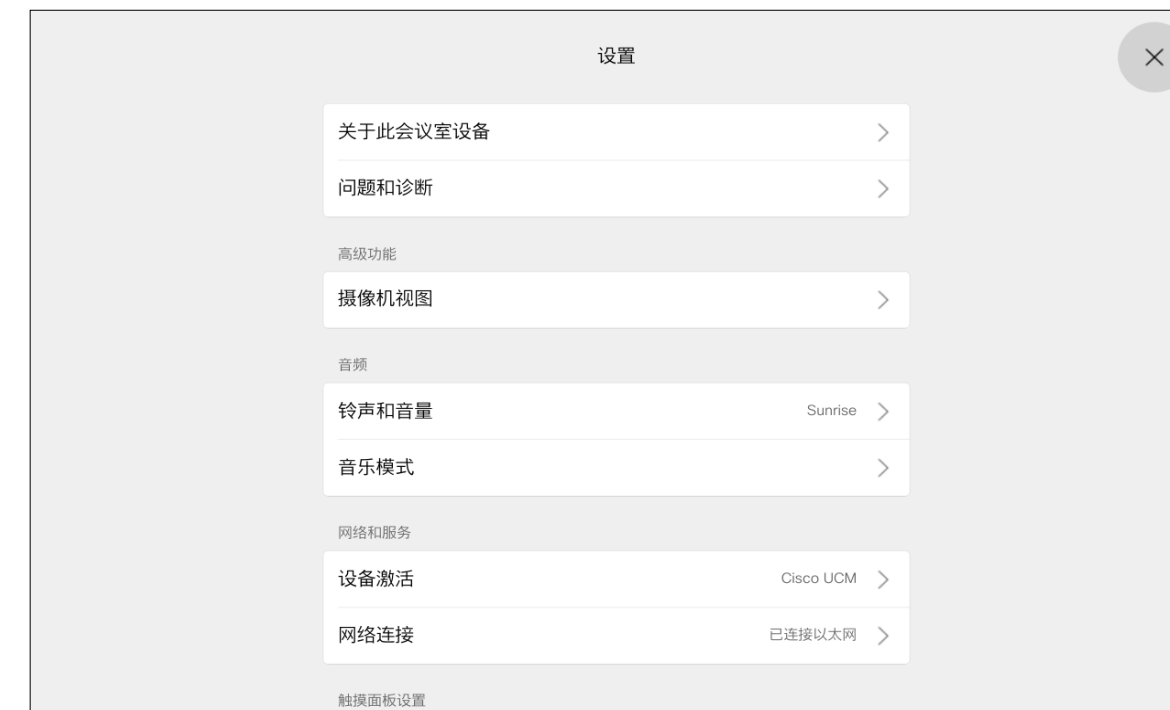 设置
关于此会议室设备
问题和诊断
高级功能
摄像机视图
音频
铃声和音量 Sunrise
音乐模式
网络和服务
设备激活 Cisco UCM
网络连接 已连接以太网
触摸面板设置